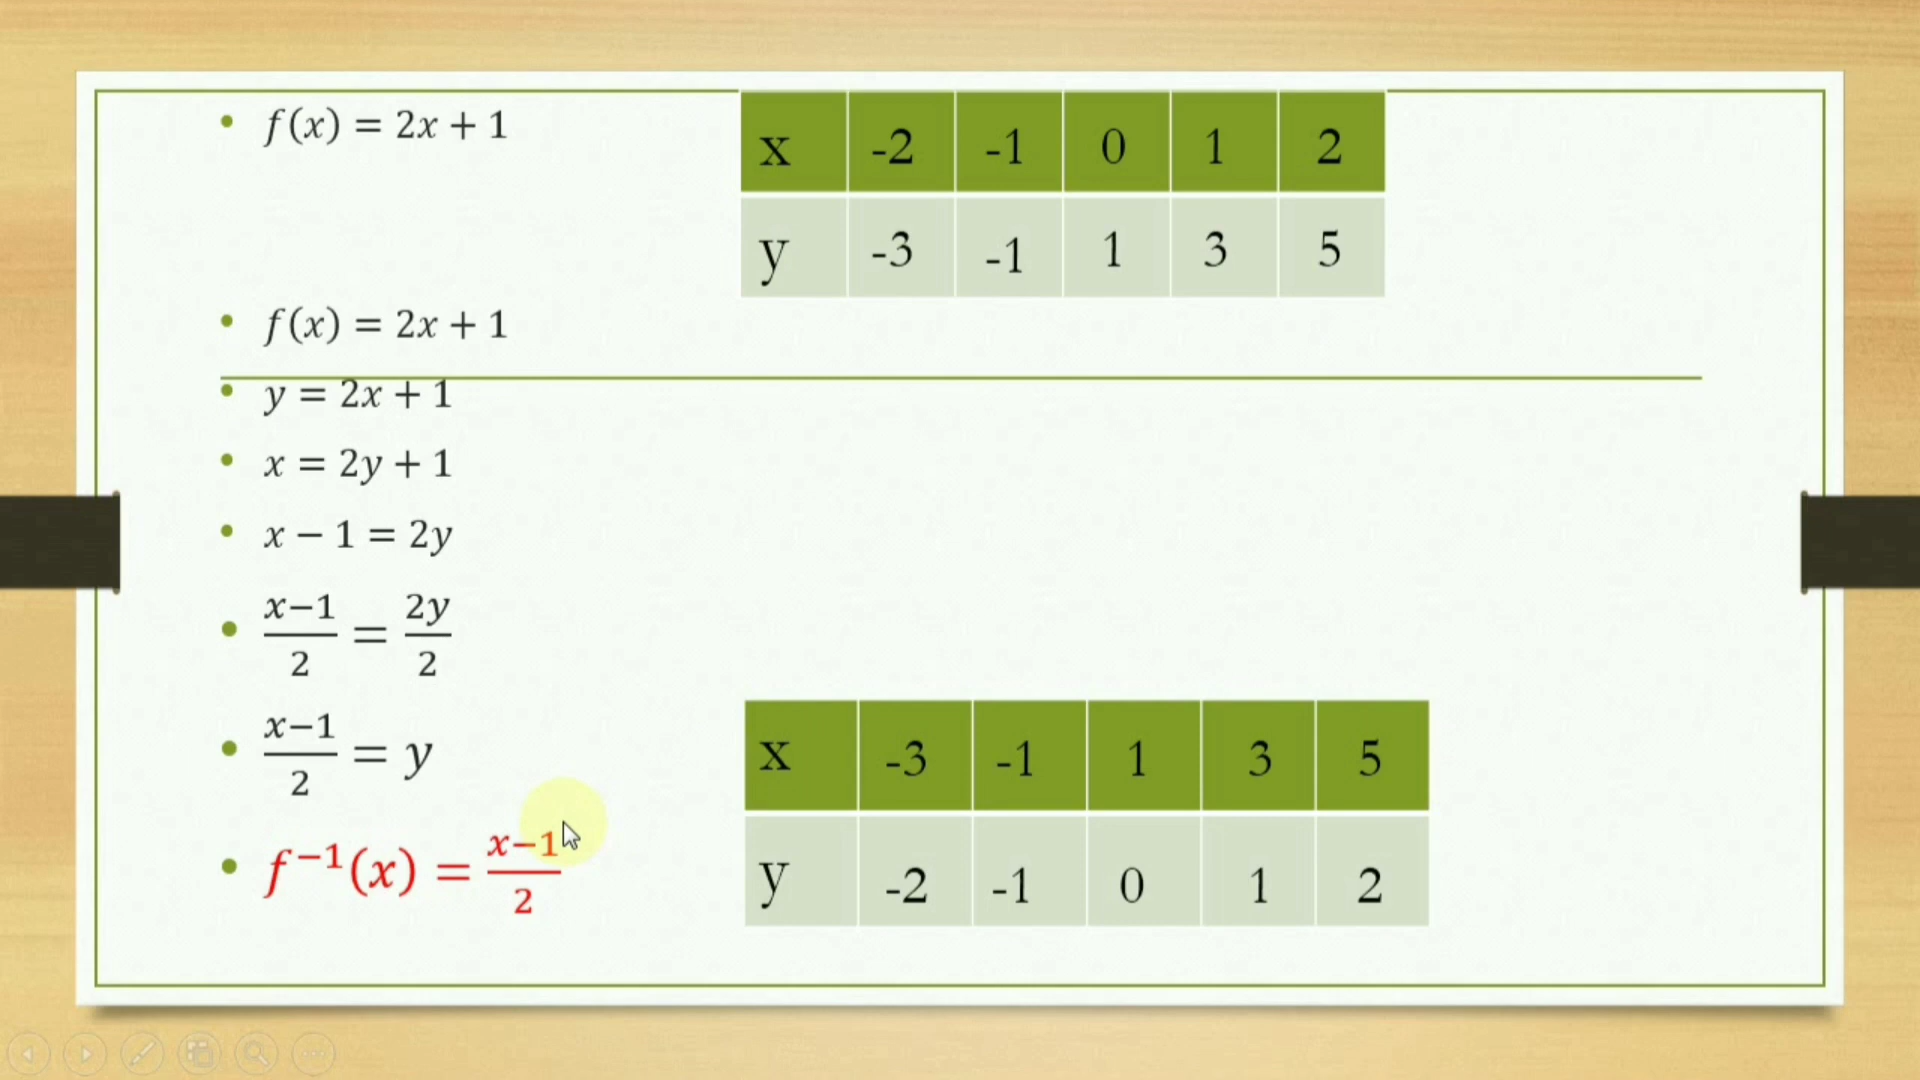 f(x) = 2x + 1
x -2 -1 0 1 2
y -3 -1 1 3 5
f(x) = 2x + 1
y = 2x + 1
x = 2y + 1
x − 1 = 2y
(x−1)/2 = 2y/2
(x−1)/2 = y
f⁻¹(x) = (x−1)/2
x -3 -1 1 3 5
y -2 -1 0 1 2